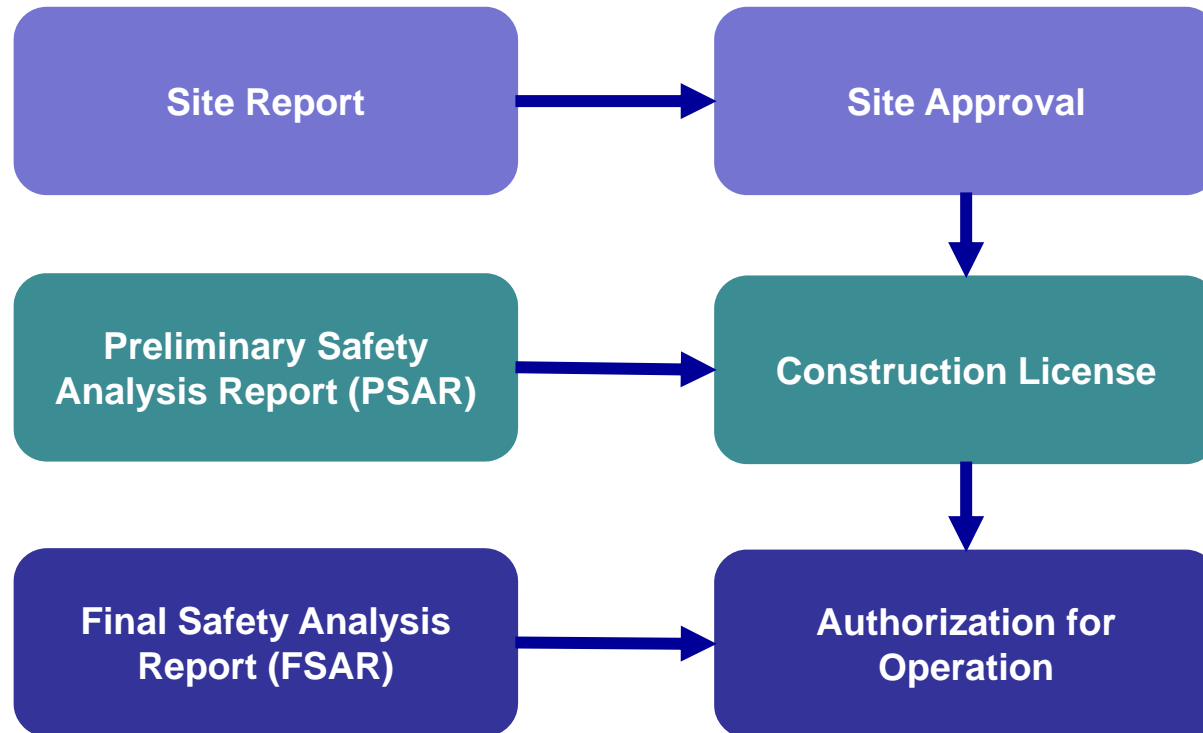 Site Report
Site Approval
Preliminary Safety
Analysis Report (PSAR)
Construction License
Final Safety Analysis
Report (FSAR)
Authorization for
Operation